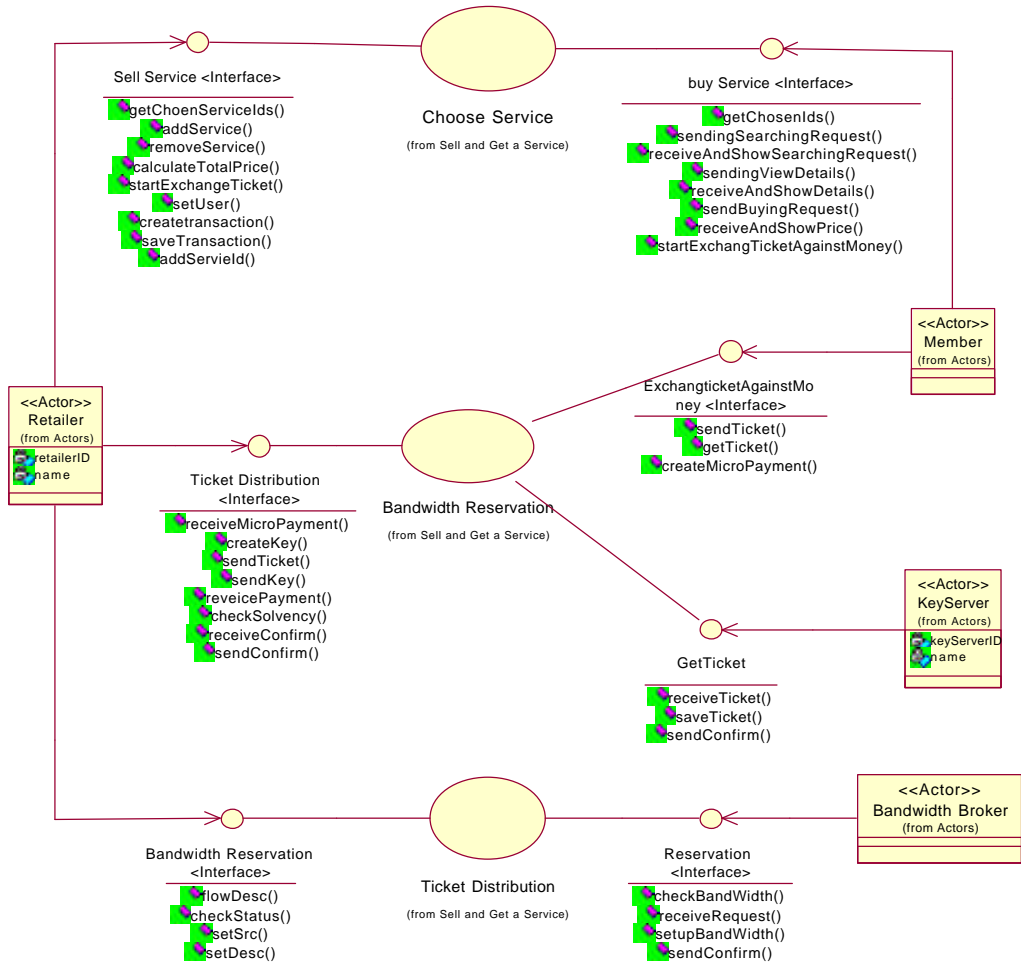 Sell Service <Interface>
getChoenServiceIds()
addService()
removeService()
calculateTotalPrice()
startExchangeTicket()
setUser()
createtransaction()
saveTransaction()
addServieId()
Choose Service
(from Sell and Get a Service)
buy Service <Interface>
getChosenIds()
sendingSearchingRequest()
receiveAndShowSearchingRequest()
sendingViewDetails()
receiveAndShowDetails()
sendBuyingRequest()
receiveAndShowPrice()
startExchangTicketAgainstMoney()
<<Actor>>
Member
(from Actors)
<<Actor>>
Retailer
(from Actors)
retailerID
name
Ticket Distribution
<Interface>
receiveMicroPayment()
createKey()
sendTicket()
sendKey()
reveicePayment()
checkSolvency()
receiveConfirm()
sendConfirm()
Bandwidth Reservation
(from Sell and Get a Service)
ExchangticketAgainstMo
ney <Interface>
sendTicket()
getTicket()
createMicroPayment()
<<Actor>>
KeyServer
(from Actors)
keyServerID
name
GetTicket
receiveTicket()
saveTicket()
sendConfirm()
<<Actor>>
Bandwidth Broker
(from Actors)
Bandwidth Reservation
<Interface>
flowDesc()
checkStatus()
setSrc()
setDesc()
Ticket Distribution
(from Sell and Get a Service)
Reservation
<Interface>
checkBandWidth()
receiveRequest()
setupBandWidth()
sendConfirm()